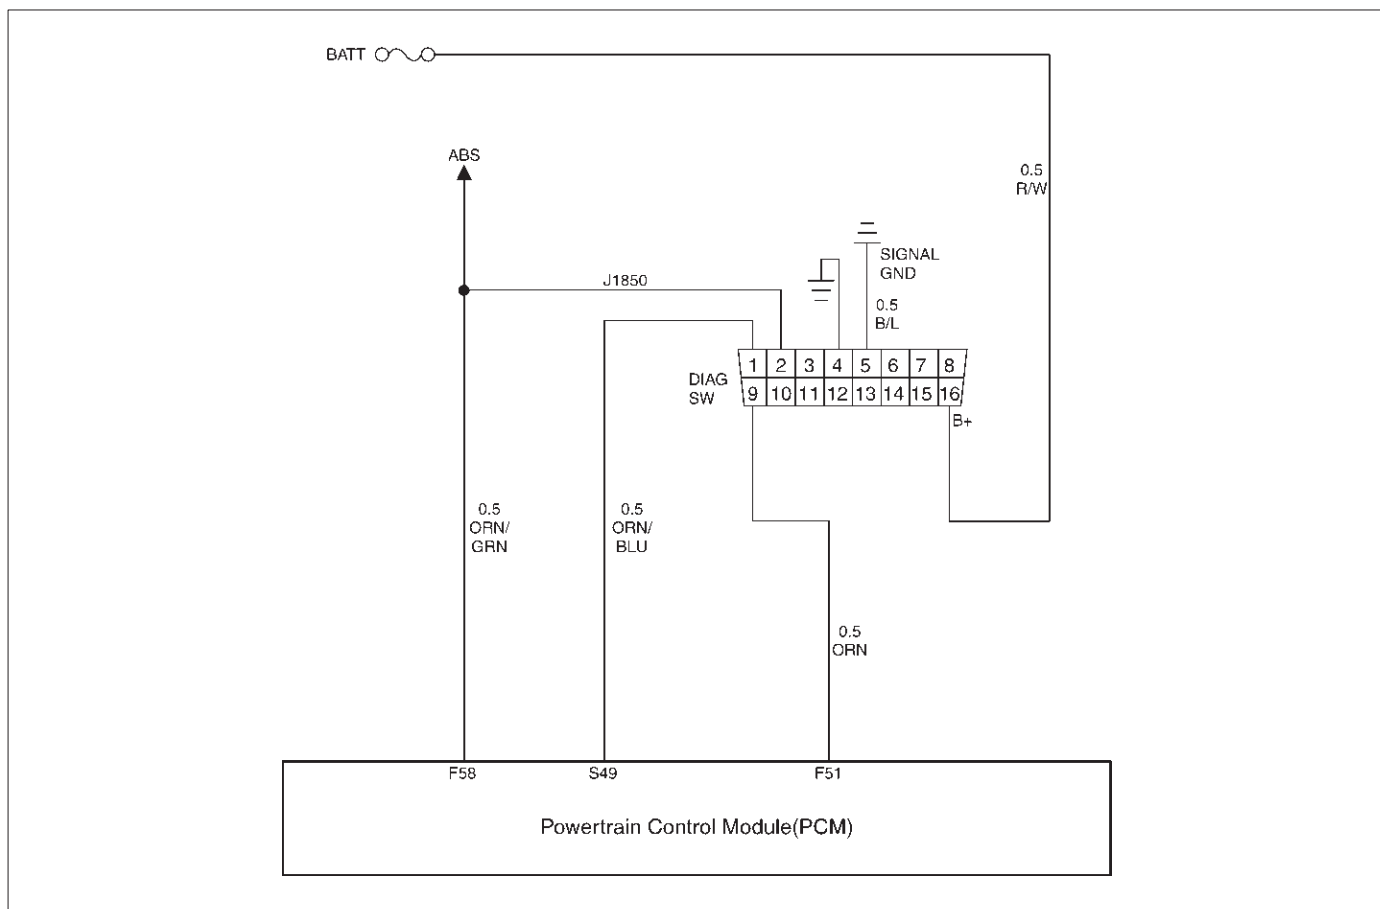 BATT
ABS
0.5
R/W
SIGNAL
GND
J1850
0.5
B/L
1 2 3 4 5 6 7 8
DIAG
SW
9 10 11 12 13 14 15 16
B+
0.5
ORN/
GRN
0.5
ORN/
BLU
0.5
ORN
F58 S49 F51
Powertrain Control Module(PCM)